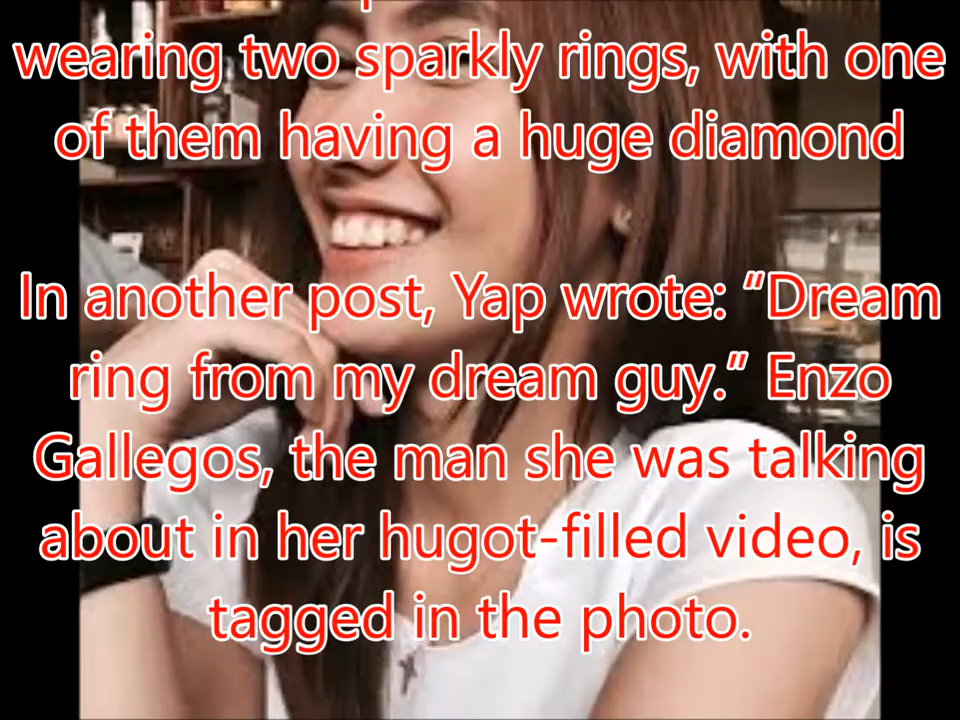 wearing two sparkly rings, with one
of them having a huge diamond
In another post, Yap wrote: “Dream
ring from my dream guy.” Enzo
Gallegos, the man she was talking
about in her hugot-filled video, is
tagged in the photo.